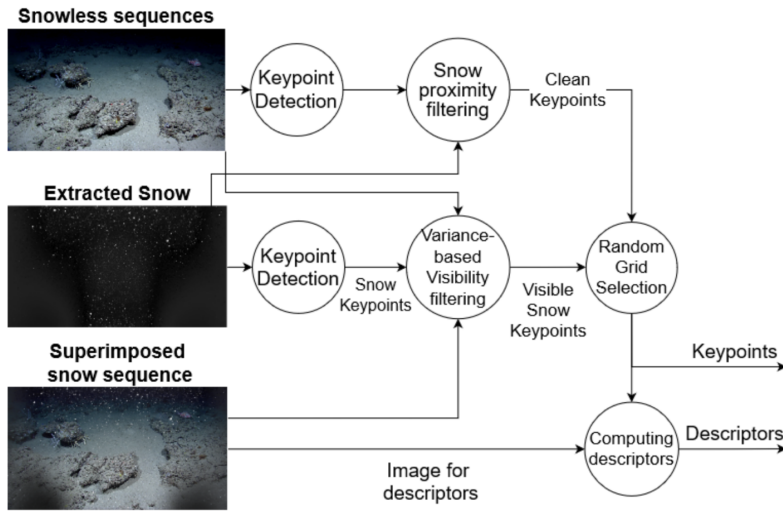 Snowless sequences
Keypoint
Detection
Snow
proximity
filtering
Clean
Keypoints
Extracted Snow
Keypoint
Detection
Snow
Keypoints
Variance-
based
Visibility
filtering
Visible
Snow
Keypoints
Random
Grid
Selection
Superimposed
snow sequence
Keypoints
Computing
descriptors
Descriptors
Image for
descriptors